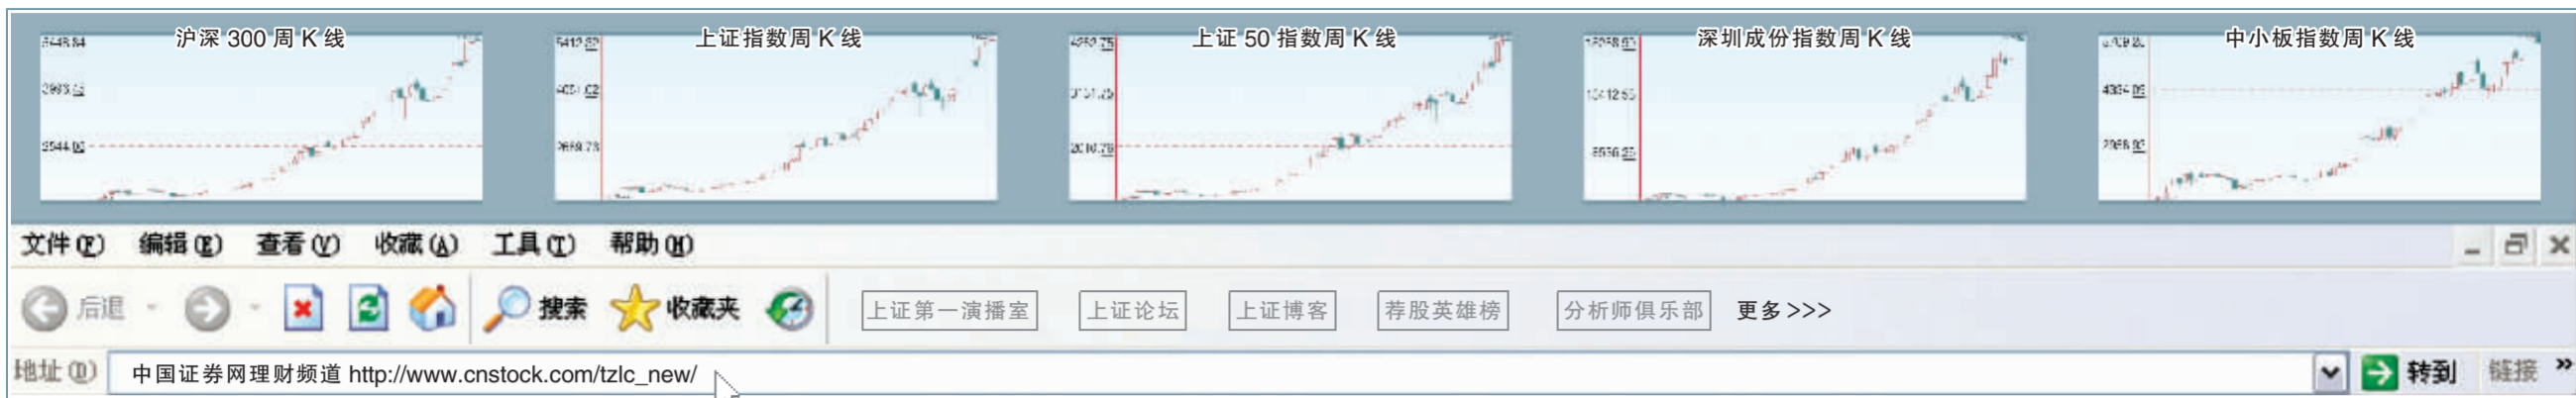 沪深 300 周 K 线
上证指数周 K 线
上证 50 指数周 K 线
深圳成份指数周 K 线
中小板指数周 K 线
文件(F) 编辑(E) 查看(V) 收藏(A) 工具(T) 帮助(H)
后退 搜索 收藏夹 上证第一演播室 上证论坛 上证博客 荐股英雄榜 分析师俱乐部 更多>>>
地址(D) 中国证券网理财频道 http://www.cnstock.com/tzlc_new/ 转到 链接 »